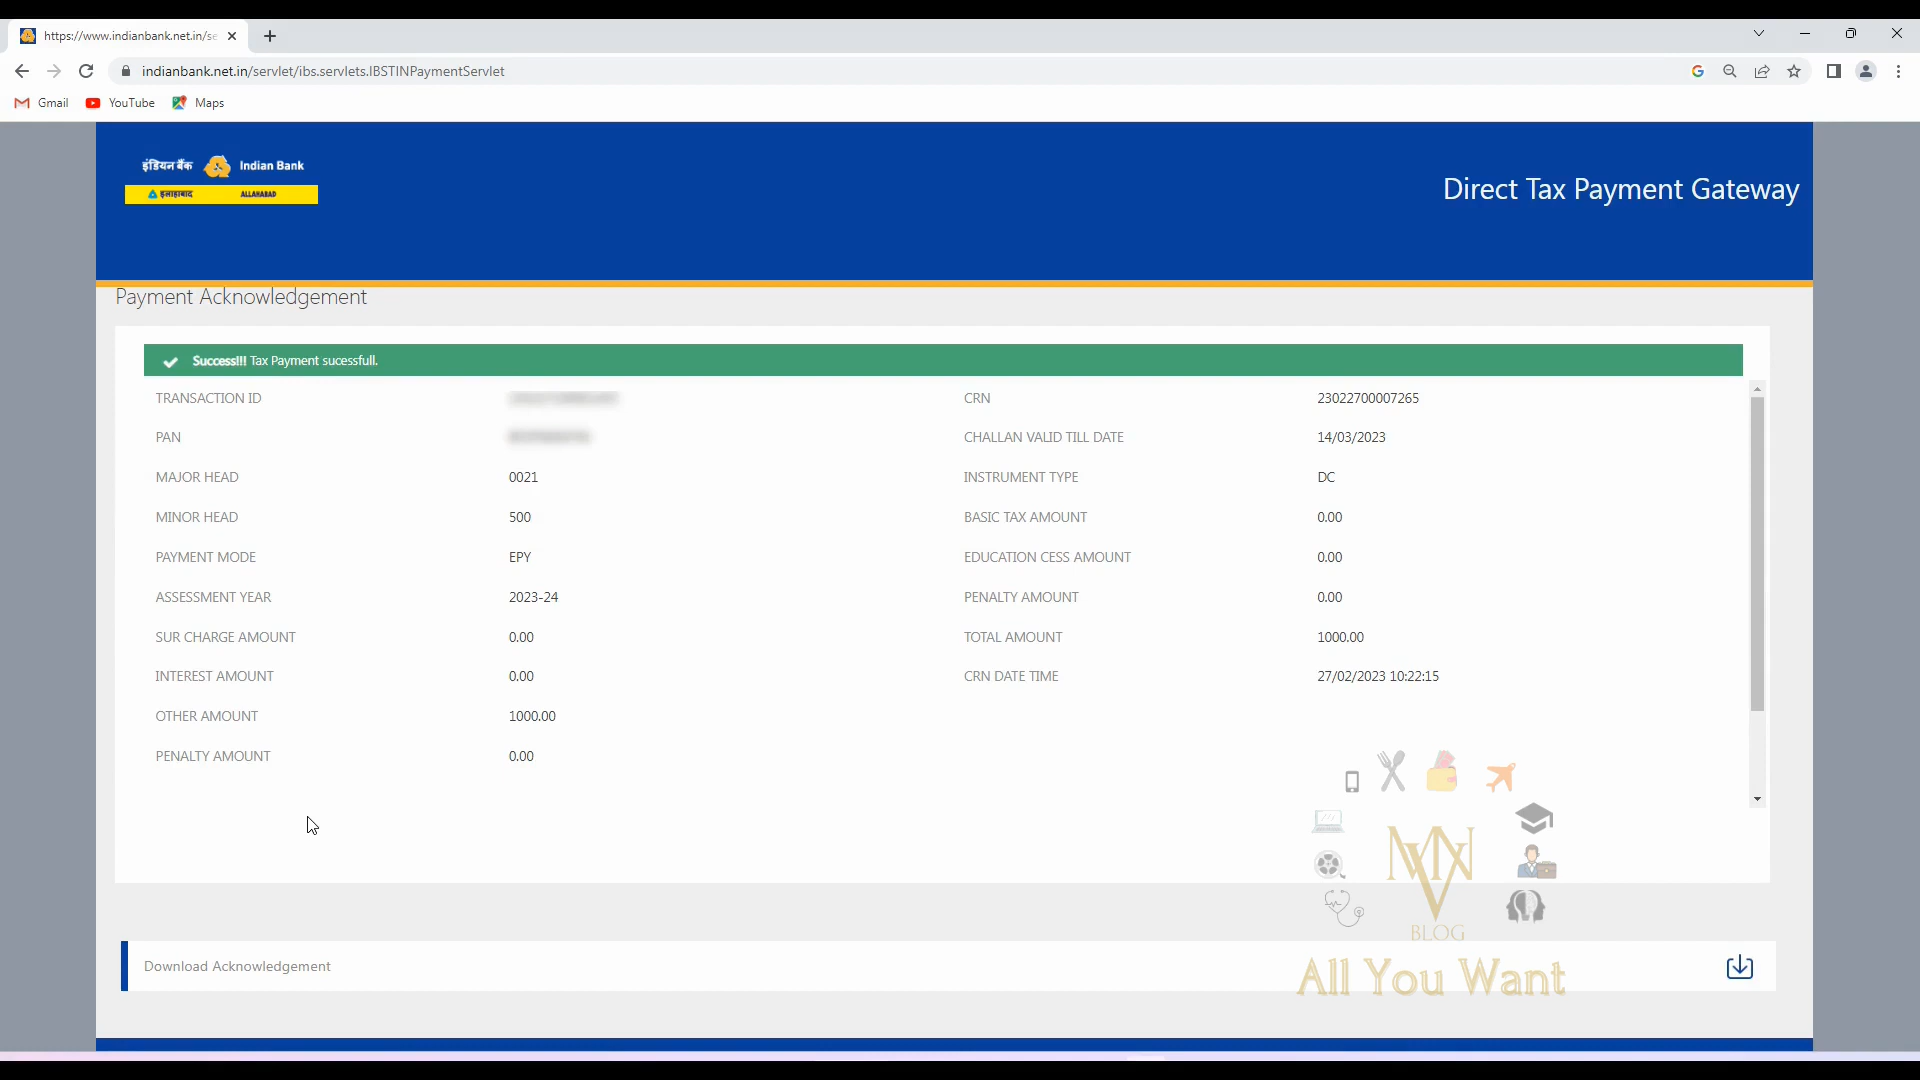 https://www.indianbank.net.in/se
indianbank.net.in/servlet/ibs.servlets.IBSTINPaymentServlet
Gmail YouTube Maps
इंडियन बैंक Indian Bank
इलाहाबाद ALLAHABAD
Direct Tax Payment Gateway
Payment Acknowledgement
Success!!! Tax Payment sucessfull.
TRANSACTION ID CRN 23022700007265
PAN CHALLAN VALID TILL DATE 14/03/2023
MAJOR HEAD 0021 INSTRUMENT TYPE DC
MINOR HEAD 500 BASIC TAX AMOUNT 0.00
PAYMENT MODE EPY EDUCATION CESS AMOUNT 0.00
ASSESSMENT YEAR 2023-24 PENALTY AMOUNT 0.00
SUR CHARGE AMOUNT 0.00 TOTAL AMOUNT 1000.00
INTEREST AMOUNT 0.00 CRN DATE TIME 27/02/2023 10:22:15
OTHER AMOUNT 1000.00
PENALTY AMOUNT 0.00
BLOG
Download Acknowledgement
All You Want